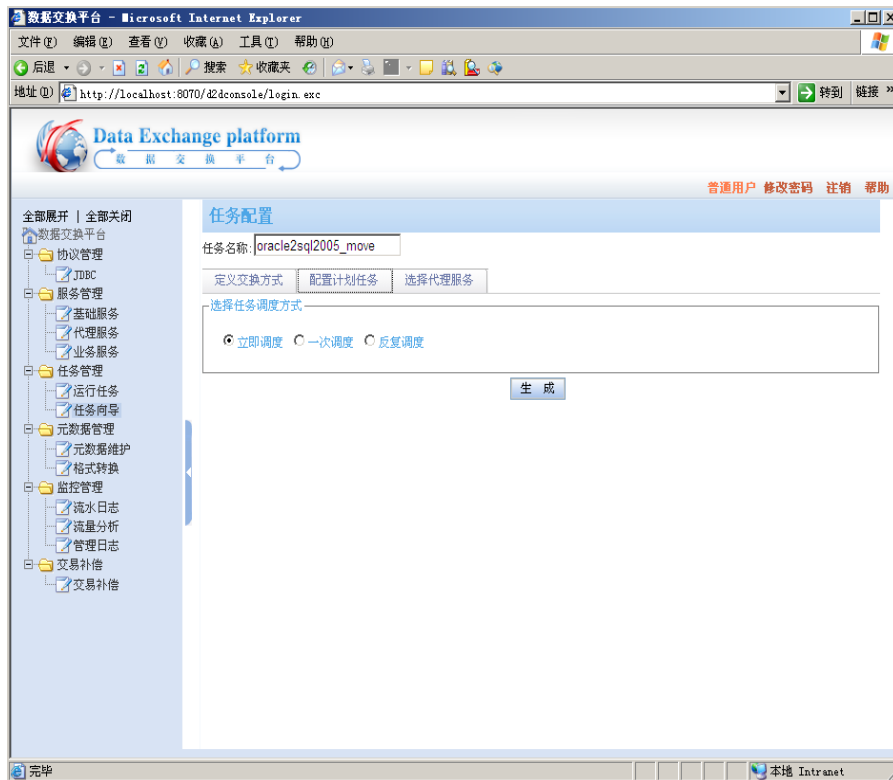 数据交换平台 - Microsoft Internet Explorer
文件(F) 编辑(E) 查看(V) 收藏(A) 工具(T) 帮助(H)
后退 搜索 收藏夹
地址(D) http://localhost:8070/d2dconsole/login.exc 转到 链接 »
Data Exchange platform
数 据 交 换 平 台
普通用户 修改密码 注销 帮助
全部展开 | 全部关闭
数据交换平台
协议管理
JDBC
服务管理
基础服务
代理服务
业务服务
任务管理
运行任务
任务向导
元数据管理
元数据维护
格式转换
监控管理
流水日志
流量分析
管理日志
交易补偿
交易补偿
任务配置
任务名称: oracle2sql2005_move
定义交换方式 配置计划任务 选择代理服务
选择任务调度方式
立即调度 一次调度 反复调度
生 成
完毕 本地 Intranet